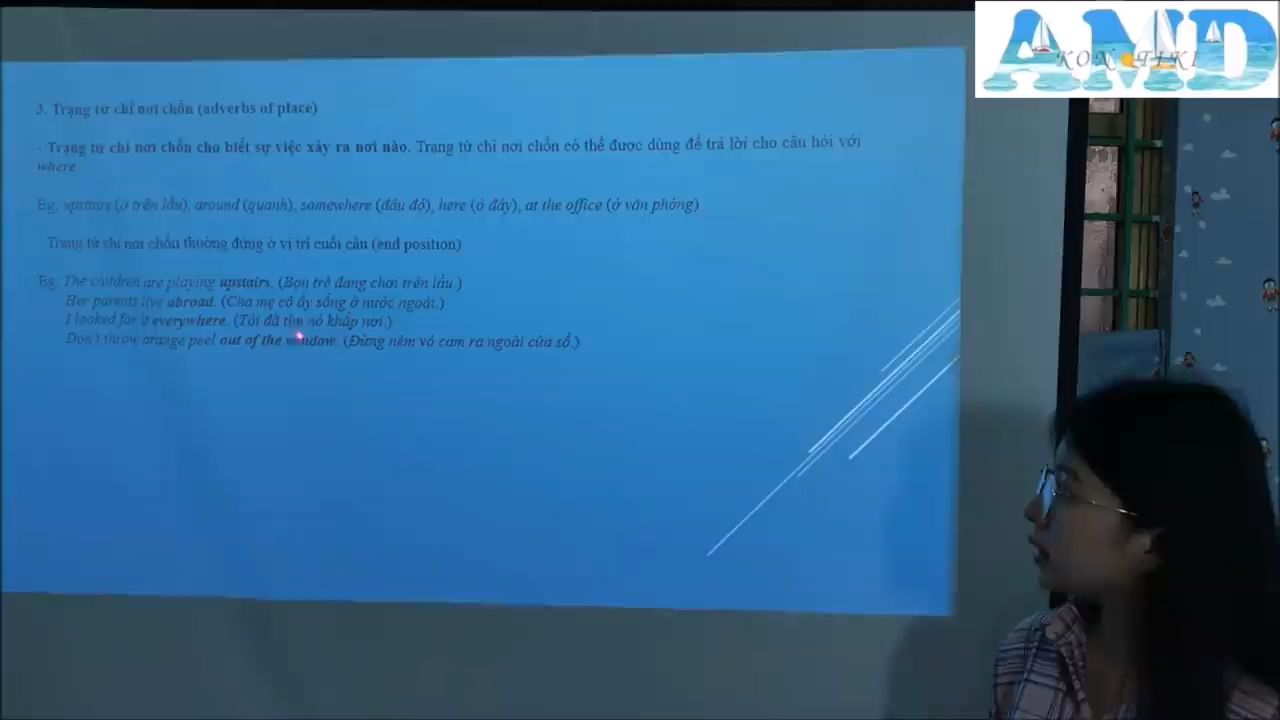 AMD
KON TIKI
3. Trạng từ chỉ nơi chốn (adverbs of place)
- Trạng từ chỉ nơi chốn cho biết sự việc xảy ra nơi nào. Trạng từ chỉ nơi chốn có thể được dùng để trả lời cho câu hỏi với
where.
Eg: upstairs (ở trên lầu), around (quanh), somewhere (đâu đó), here (ở đây), at the office (ở văn phòng)
Trạng từ chỉ nơi chốn thường đứng ở vị trí cuối câu (end position)
Eg: The children are playing upstairs. (Bọn trẻ đang chơi trên lầu.)
Her parents live abroad. (Cha mẹ cô ấy sống ở nước ngoài.)
I looked for it everywhere. (Tôi đã tìm nó khắp nơi.)
Don't throw orange peel out of the window. (Đừng ném vỏ cam ra ngoài cửa sổ.)